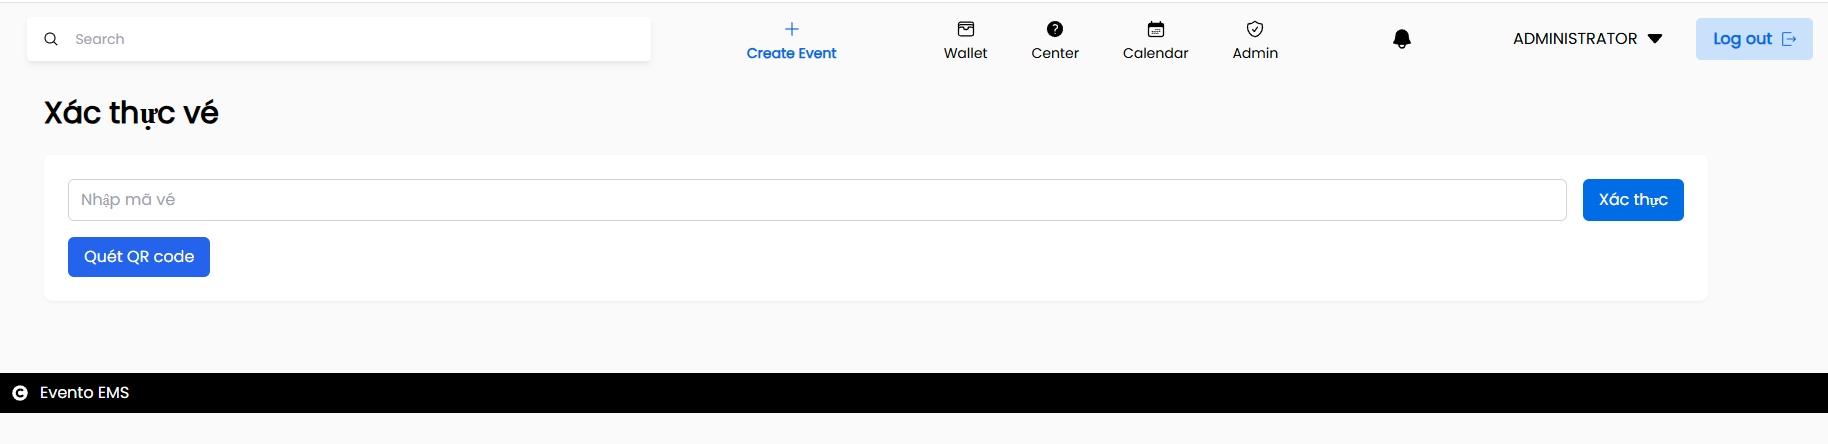 Search
Create Event
Wallet
Center
Calendar
Admin
ADMINISTRATOR
Log out
Xác thực vé
Nhập mã vé
Xác thực
Quét QR code
Evento EMS